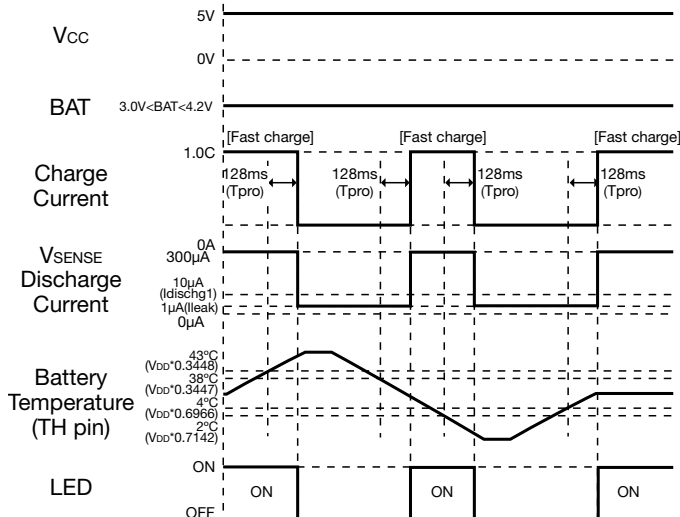 5V
VCC
0V
BAT
3.0V<BAT<4.2V
[Fast charge] [Fast charge] [Fast charge]
1.0C
Charge
Current
128ms
(Tpro)
128ms
(Tpro)
128ms
(Tpro)
128ms
(Tpro)
0A
VSENSE
Discharge
Current
300µA
10µA
(Idischg1)
1µA(Ileak)
0µA
Battery
Temperature
(TH pin)
43°C
(VDD*0.3448)
38°C
(VDD*0.3447)
4°C
(VDD*0.6966)
2°C
(VDD*0.7142)
LED
ON
ON ON ON
OFF